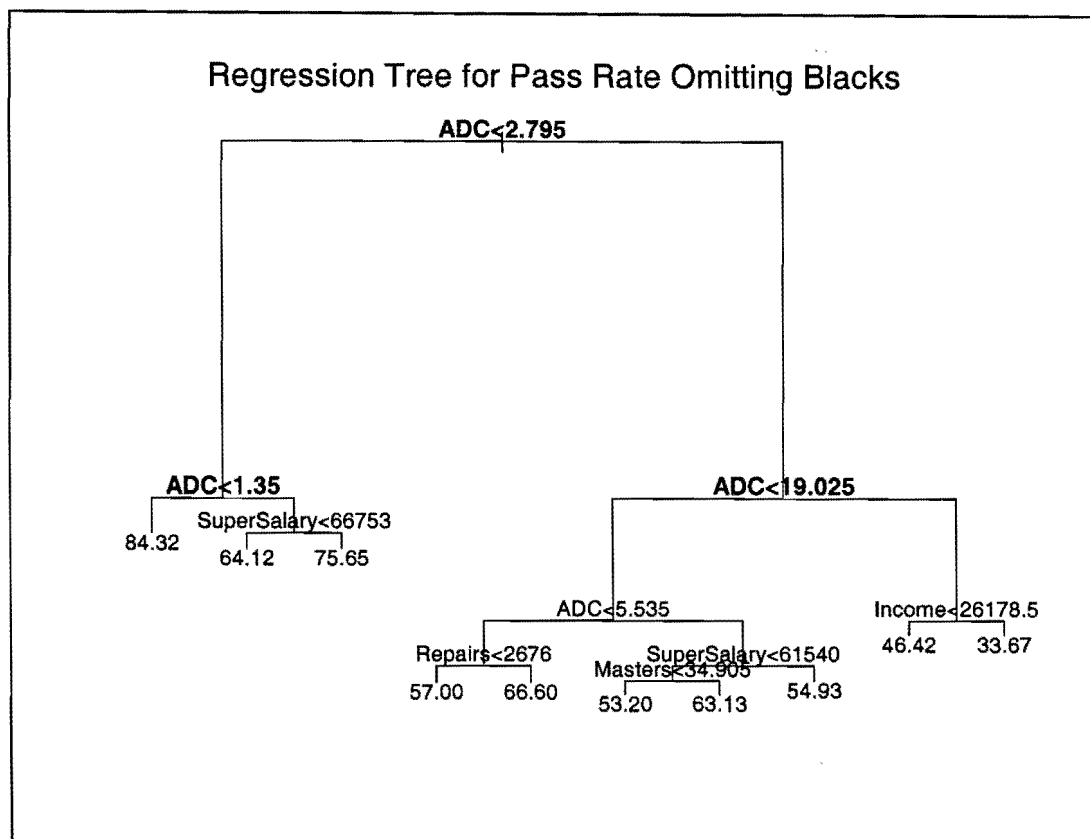 Regression Tree for Pass Rate Omitting Blacks
ADC<2.795
ADC<1.35
ADC<19.025
SuperSalary<66753
84.32
64.12
75.65
ADC<5.535
Income<26178.5
46.42
33.67
Repairs<2676
SuperSalary<61540
Masters<34.905
57.00
66.60
53.20
63.13
54.93